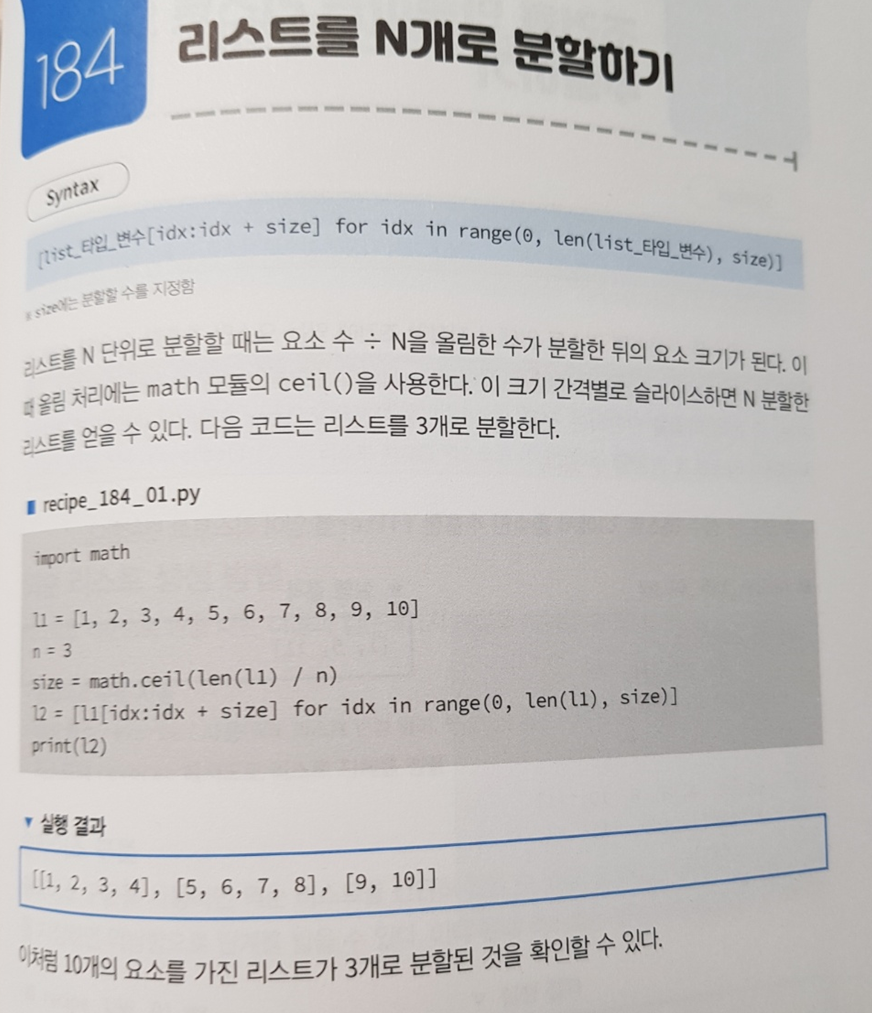 184
리스트를 N개로 분할하기
Syntax
[list_타입_변수[idx:idx + size] for idx in range(0, len(list_타입_변수), size)]
※ size에는 분할할 수를 지정함
리스트를 N 단위로 분할할 때는 요소 수 ÷ N을 올림한 수가 분할한 뒤의 요소 크기가 된다. 이
때 올림 처리에는 math 모듈의 ceil()을 사용한다. 이 크기 간격별로 슬라이스하면 N 분할한
리스트를 얻을 수 있다. 다음 코드는 리스트를 3개로 분할한다.
recipe_184_01.py
import math
l1 = [1, 2, 3, 4, 5, 6, 7, 8, 9, 10]
n = 3
size = math.ceil(len(l1) / n)
l2 = [l1[idx:idx + size] for idx in range(0, len(l1), size)]
print(l2)
▼ 실행 결과
[[1, 2, 3, 4], [5, 6, 7, 8], [9, 10]]
이처럼 10개의 요소를 가진 리스트가 3개로 분할된 것을 확인할 수 있다.